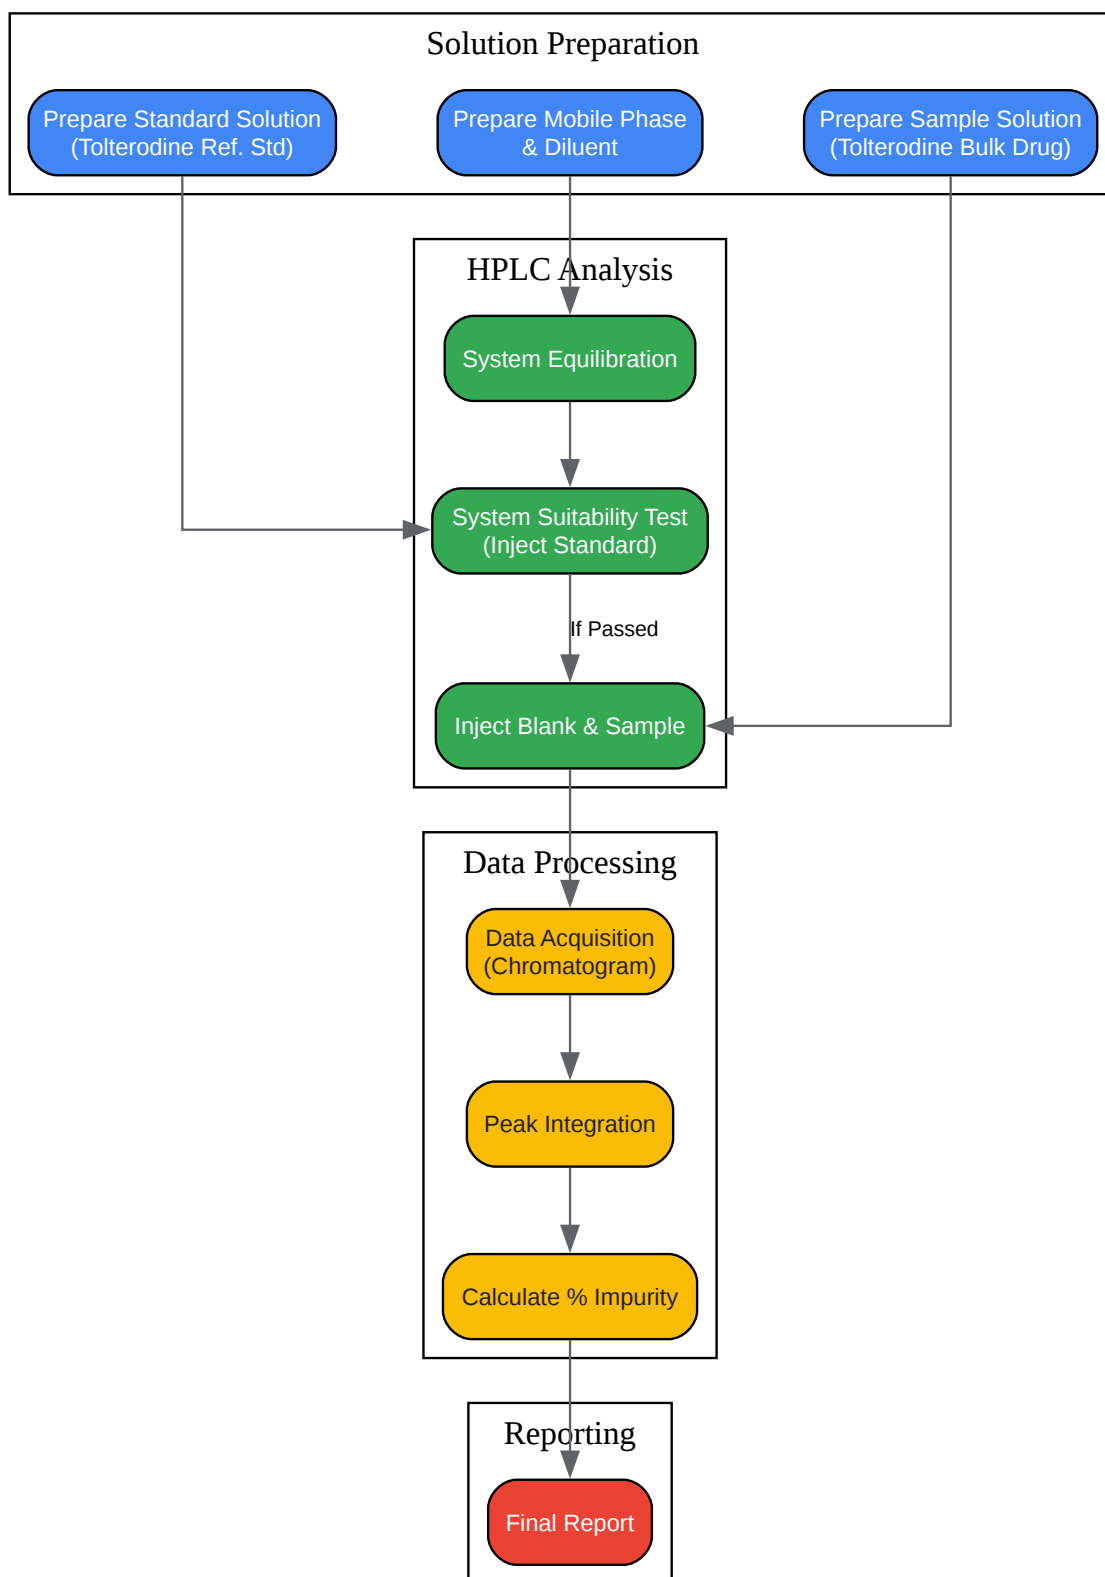 Solution Preparation
Prepare Standard Solution
(Tolterodine Ref. Std)
Prepare Mobile Phase
& Diluent
Prepare Sample Solution
(Tolterodine Bulk Drug)
HPLC Analysis
System Equilibration
System Suitability Test
(Inject Standard)
If Passed
Inject Blank & Sample
Data Processing
Data Acquisition
(Chromatogram)
Peak Integration
Calculate % Impurity
Reporting
Final Report